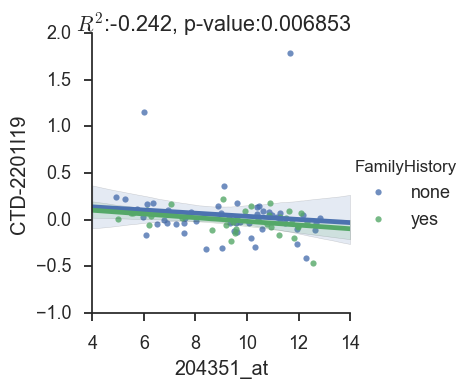 R²:-0.242, p-value:0.006853
2.0
1.5
1.0
0.5
0.0
−0.5
−1.0
CTD-2201I19
4 6 8 10 12 14
204351_at
FamilyHistory
none
yes